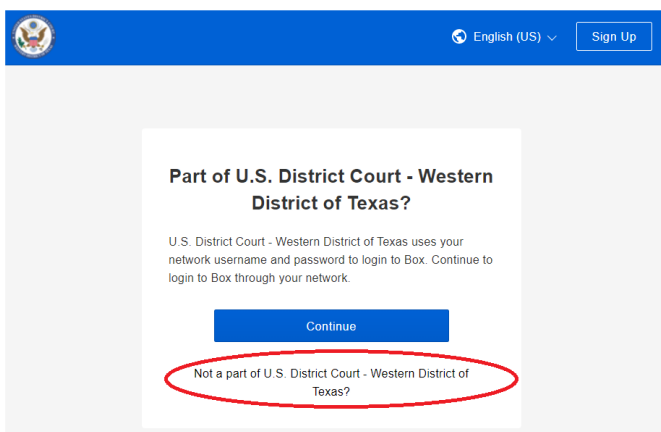 English (US)
Sign Up
Part of U.S. District Court - Western
District of Texas?
U.S. District Court - Western District of Texas uses your
network username and password to login to Box. Continue to
login to Box through your network.
Continue
Not a part of U.S. District Court - Western District of
Texas?